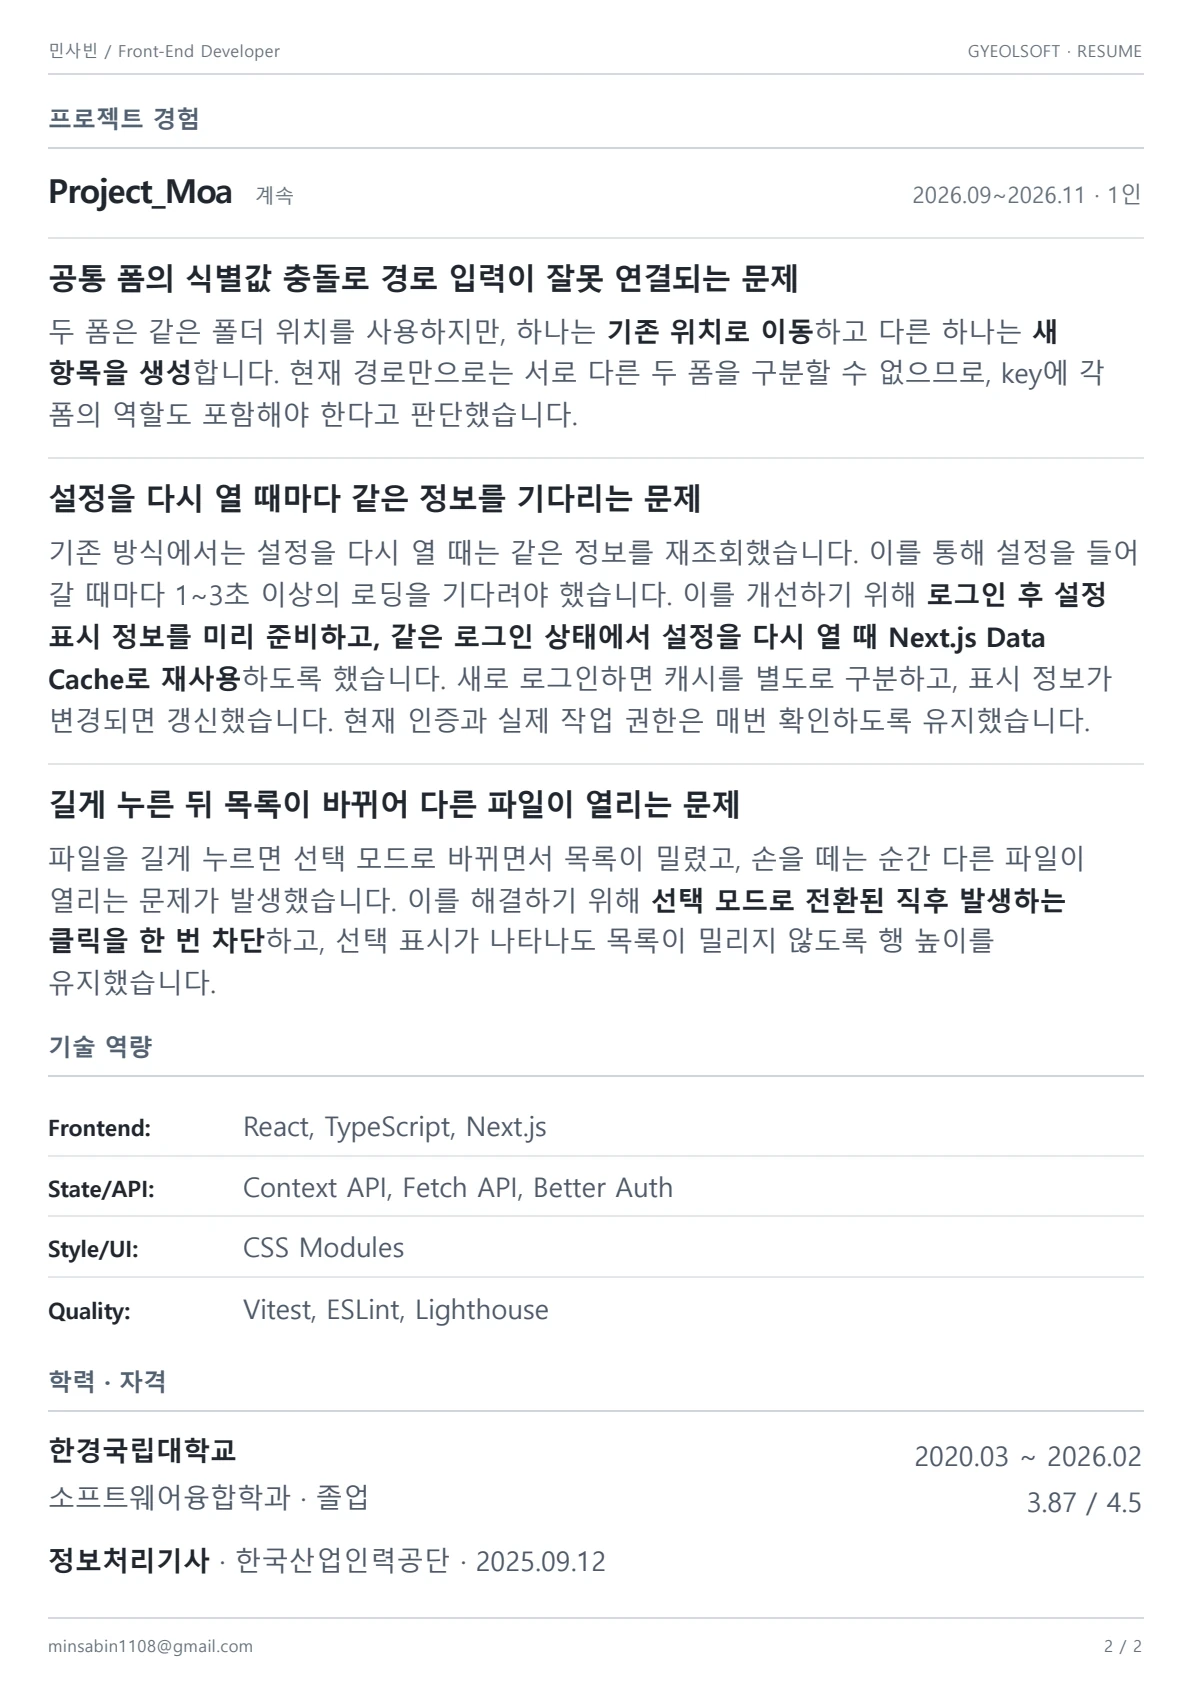 민사빈 / Front-End Developer
GYEOLSOFT · RESUME
프로젝트 경험
Project_Moa 계속
2026.09~2026.11 · 1인
공통 폼의 식별값 충돌로 경로 입력이 잘못 연결되는 문제
두 폼은 같은 폴더 위치를 사용하지만, 하나는 기존 위치로 이동하고 다른 하나는 새
항목을 생성합니다. 현재 경로만으로는 서로 다른 두 폼을 구분할 수 없으므로, key에 각
폼의 역할도 포함해야 한다고 판단했습니다.
설정을 다시 열 때마다 같은 정보를 기다리는 문제
기존 방식에서는 설정을 다시 열 때는 같은 정보를 재조회했습니다. 이를 통해 설정을 들어
갈 때마다 1~3초 이상의 로딩을 기다려야 했습니다. 이를 개선하기 위해 로그인 후 설정
표시 정보를 미리 준비하고, 같은 로그인 상태에서 설정을 다시 열 때 Next.js Data
Cache로 재사용하도록 했습니다. 새로 로그인하면 캐시를 별도로 구분하고, 표시 정보가
변경되면 갱신했습니다. 현재 인증과 실제 작업 권한은 매번 확인하도록 유지했습니다.
길게 누른 뒤 목록이 바뀌어 다른 파일이 열리는 문제
파일을 길게 누르면 선택 모드로 바뀌면서 목록이 밀렸고, 손을 떼는 순간 다른 파일이
열리는 문제가 발생했습니다. 이를 해결하기 위해 선택 모드로 전환된 직후 발생하는
클릭을 한 번 차단하고, 선택 표시가 나타나도 목록이 밀리지 않도록 행 높이를
유지했습니다.
기술 역량
Frontend: React, TypeScript, Next.js
State/API: Context API, Fetch API, Better Auth
Style/UI: CSS Modules
Quality: Vitest, ESLint, Lighthouse
학력 · 자격
한경국립대학교
2020.03 ~ 2026.02
소프트웨어융합학과 · 졸업
3.87 / 4.5
정보처리기사 · 한국산업인력공단 · 2025.09.12
minsabin1108@gmail.com
2 / 2